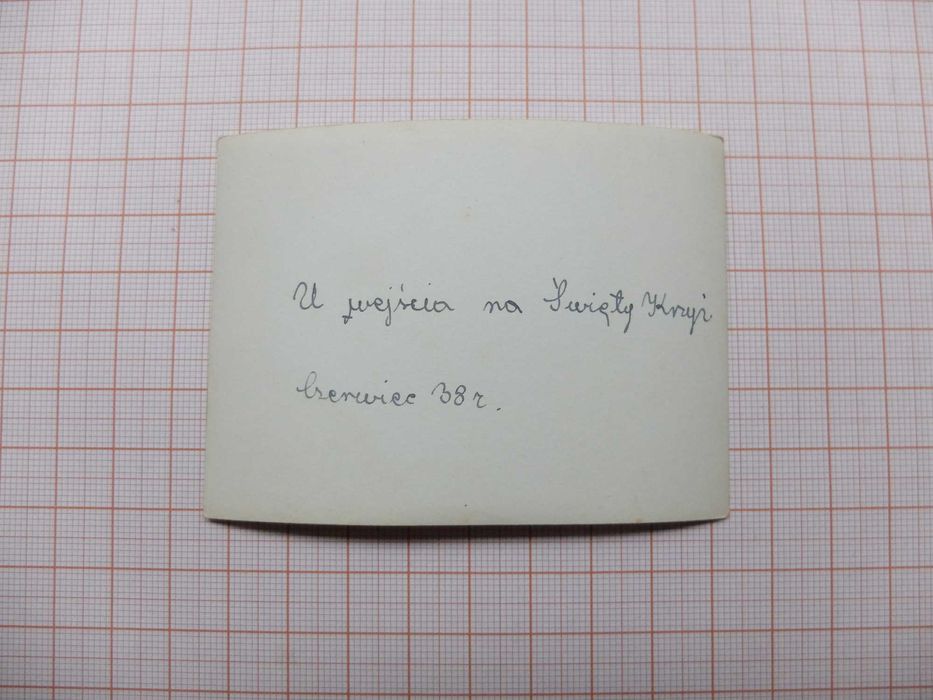 U wejścia na Święty Krzyż
Czerwiec 38 r.